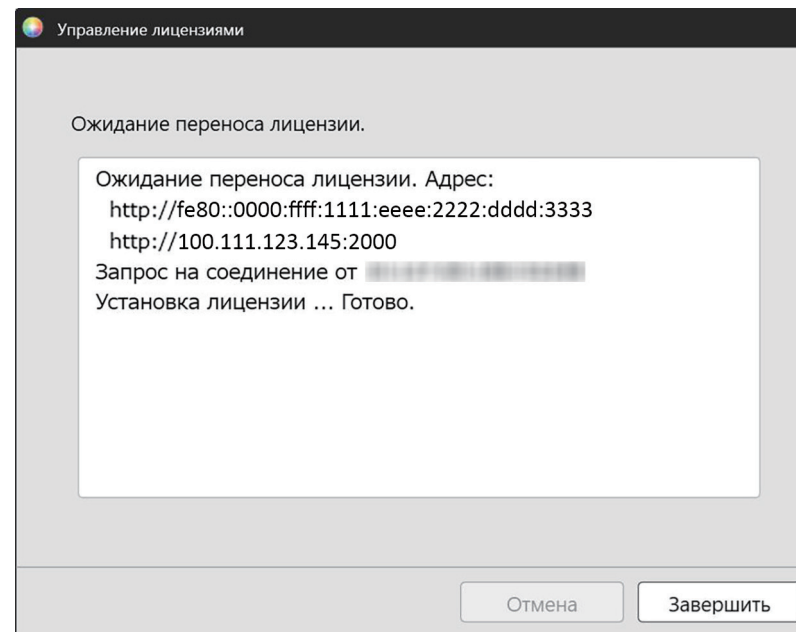 Управление лицензиями
Ожидание переноса лицензии.
Ожидание переноса лицензии. Адрес:
http://fe80::0000:ffff:1111:eeee:2222:dddd:3333
http://100.111.123.145:2000
Запрос на соединение от
Установка лицензии ... Готово.
Отмена
Завершить